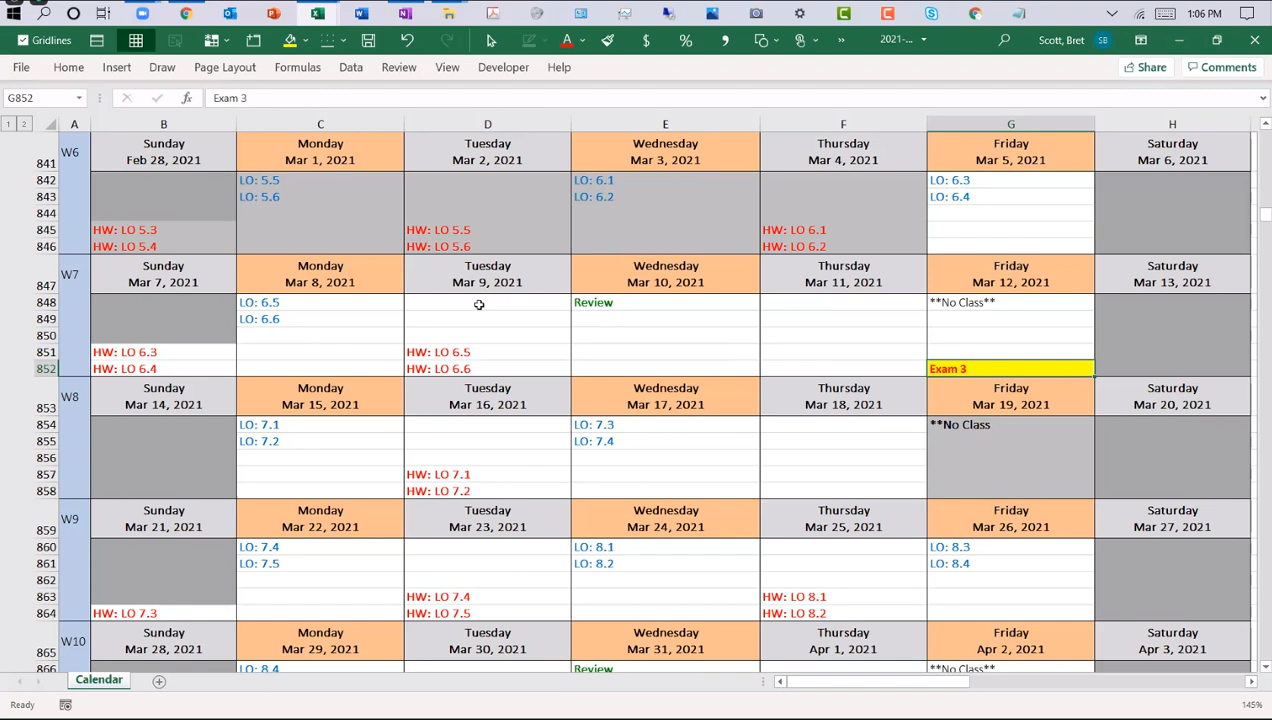 1:06 PM
Gridlines
2021-...
Scott, Bret
SB
File
Home
Insert
Draw
Page Layout
Formulas
Data
Review
View
Developer
Help
Share
Comments
G852
fx
Exam 3
1 2
A B C D E F G H
841 W6 Sunday Monday Tuesday Wednesday Thursday Friday Saturday
Feb 28, 2021 Mar 1, 2021 Mar 2, 2021 Mar 3, 2021 Mar 4, 2021 Mar 5, 2021 Mar 6, 2021
842 LO: 5.5 LO: 6.1 LO: 6.3
843 LO: 5.6 LO: 6.2 LO: 6.4
844
845 HW: LO 5.3 HW: LO 5.5 HW: LO 6.1
846 HW: LO 5.4 HW: LO 5.6 HW: LO 6.2
847 W7 Sunday Monday Tuesday Wednesday Thursday Friday Saturday
Mar 7, 2021 Mar 8, 2021 Mar 9, 2021 Mar 10, 2021 Mar 11, 2021 Mar 12, 2021 Mar 13, 2021
848 LO: 6.5 Review **No Class**
849 LO: 6.6
850
851 HW: LO 6.3 HW: LO 6.5
852 HW: LO 6.4 HW: LO 6.6 Exam 3
853 W8 Sunday Monday Tuesday Wednesday Thursday Friday Saturday
Mar 14, 2021 Mar 15, 2021 Mar 16, 2021 Mar 17, 2021 Mar 18, 2021 Mar 19, 2021 Mar 20, 2021
854 LO: 7.1 LO: 7.3 **No Class
855 LO: 7.2 LO: 7.4
856
857 HW: LO 7.1
858 HW: LO 7.2
859 W9 Sunday Monday Tuesday Wednesday Thursday Friday Saturday
Mar 21, 2021 Mar 22, 2021 Mar 23, 2021 Mar 24, 2021 Mar 25, 2021 Mar 26, 2021 Mar 27, 2021
860 LO: 7.4 LO: 8.1 LO: 8.3
861 LO: 7.5 LO: 8.2 LO: 8.4
862
863 HW: LO 7.4 HW: LO 8.1
864 HW: LO 7.3 HW: LO 7.5 HW: LO 8.2
865 W10 Sunday Monday Tuesday Wednesday Thursday Friday Saturday
Mar 28, 2021 Mar 29, 2021 Mar 30, 2021 Mar 31, 2021 Apr 1, 2021 Apr 2, 2021 Apr 3, 2021
866 LO: 8.4 Review **No Class**
Calendar
Ready
145%